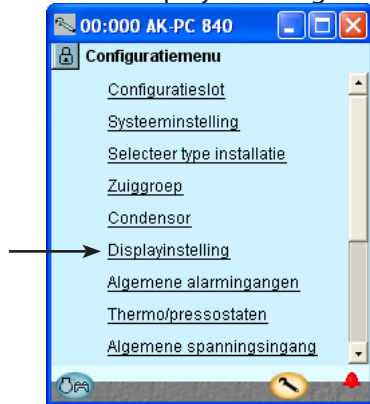 00:000 AK-PC 840
Configuratiemenu
Configuratieslot
Systeeminstelling
Selecteer type installatie
Zuiggroep
Condensor
Displayinstelling
Algemene alarmingangen
Thermo/pressostaten
Algemene spanningsingang